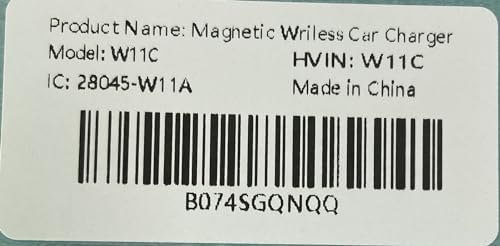 Product Name: Magnetic Wriless Car Charger
Model: W11C HVIN: W11C
IC: 28045-W11A Made in China
B074SGQNQQ